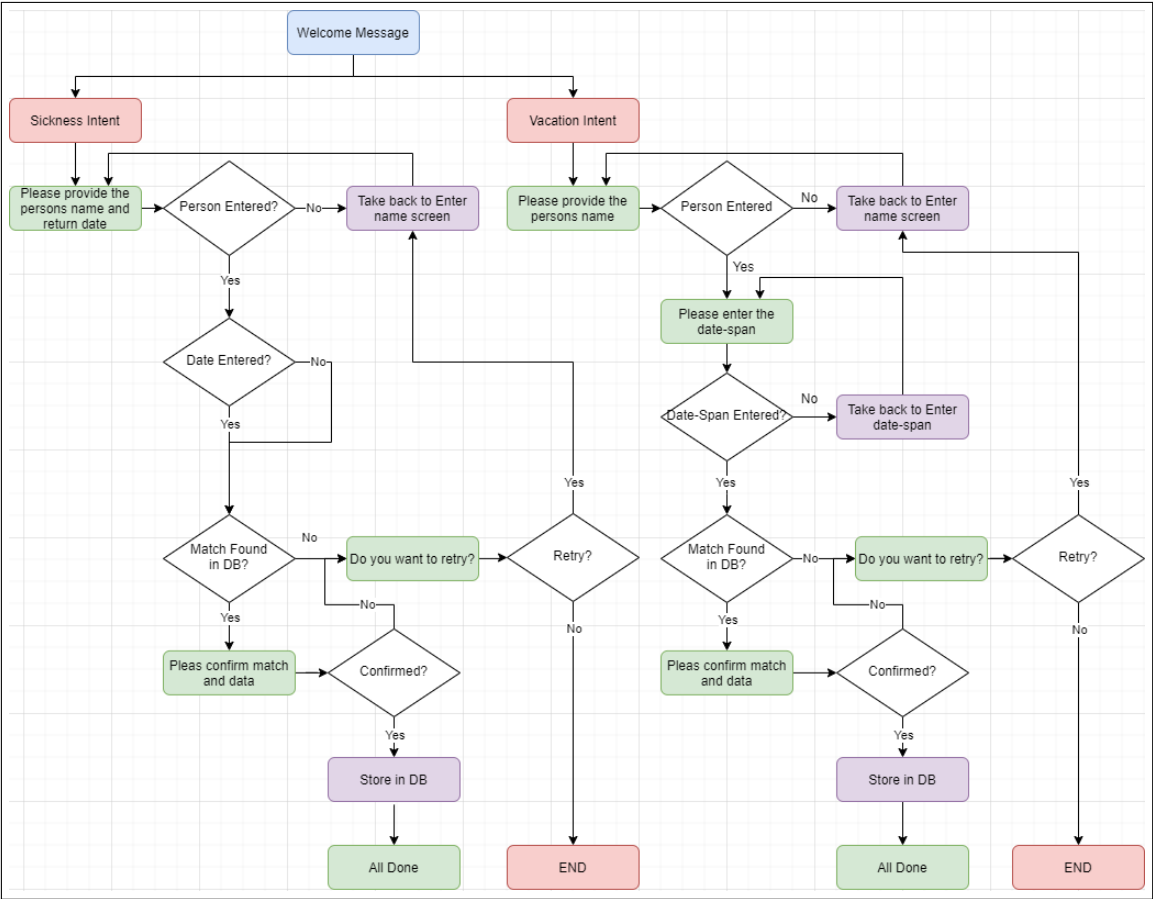 Welcome Message
Sickness Intent
Vacation Intent
Please provide the
persons name and
return date
Person Entered?
No
Take back to Enter
name screen
Please provide the
persons name
Person Entered
No
Take back to Enter
name screen
Yes
Yes
Please enter the
date-span
Date Entered?
No
Yes
Date-Span Entered?
No
Take back to Enter
date-span
Yes
Yes
Yes
Match Found
in DB?
No
Do you want to retry?
Retry?
Match Found
in DB?
No
Do you want to retry?
Retry?
Yes
No
No
Yes
No
No
Pleas confirm match
and data
Confirmed?
Pleas confirm match
and data
Confirmed?
Yes
Yes
Store in DB
Store in DB
All Done
END
All Done
END